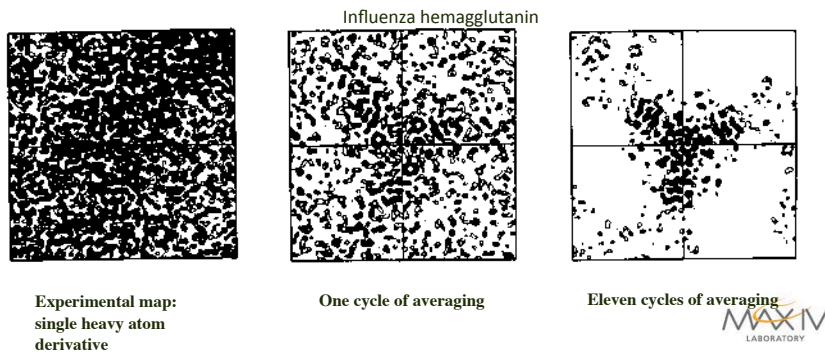 Influenza hemagglutanin
Experimental map:
single heavy atom
derivative
One cycle of averaging
Eleven cycles of averaging
MAX IV
LABORATORY